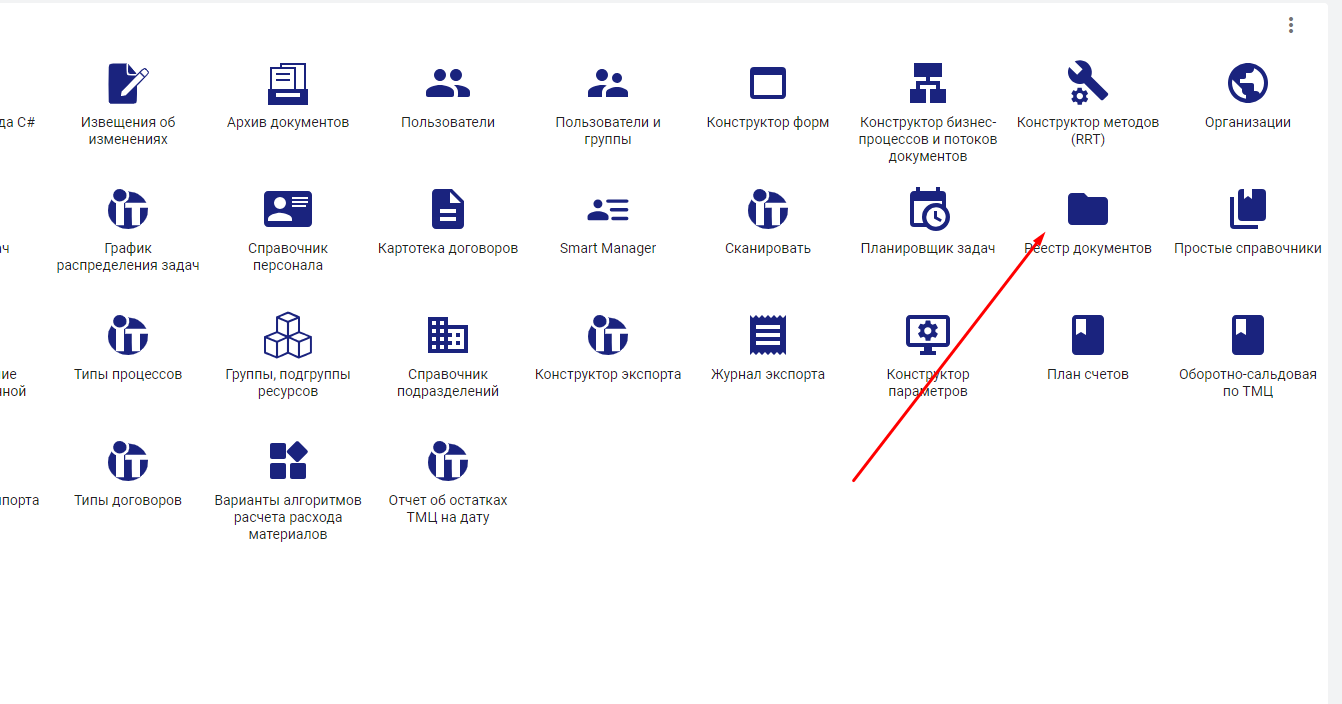 да C#
Извещения об
изменениях
Архив документов
Пользователи
Пользователи и
группы
Конструктор форм
Конструктор бизнес-
процессов и потоков
документов
Конструктор методов
(RRT)
Организации
ач
График
распределения задач
Справочник
персонала
Картотека договоров
Smart Manager
Сканировать
Планировщик задач
Реестр документов
Простые справочники
ие
ной
Типы процессов
Группы, подгруппы
ресурсов
Справочник
подразделений
Конструктор экспорта
Журнал экспорта
Конструктор
параметров
План счетов
Оборотно-сальдовая
по ТМЦ
порта
Типы договоров
Варианты алгоритмов
расчета расхода
материалов
Отчет об остатках
ТМЦ на дату